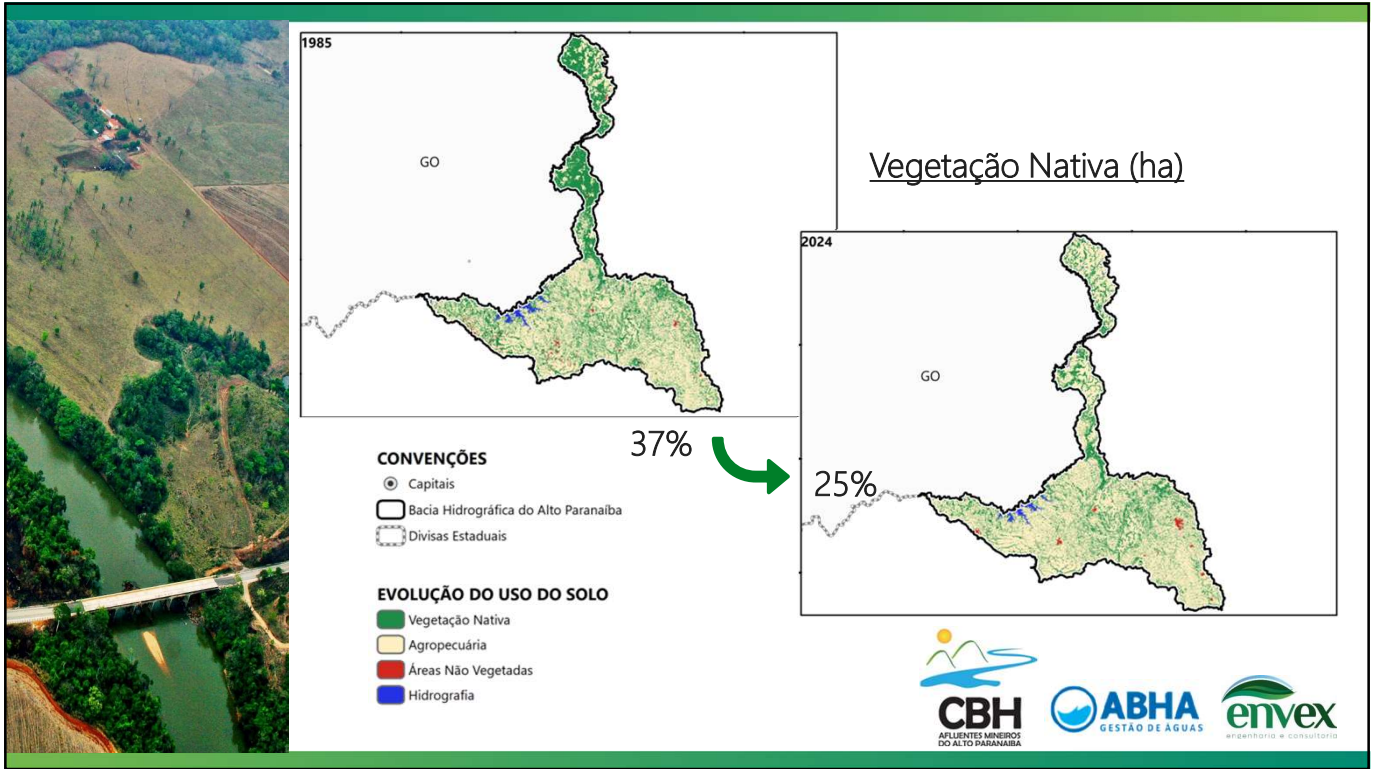 1985
GO
Vegetação Nativa (ha)
2024
GO
37%
25%
CONVENÇÕES
Capitais
Bacia Hidrográfica do Alto Paranaíba
Divisas Estaduais
EVOLUÇÃO DO USO DO SOLO
Vegetação Nativa
Agropecuária
Áreas Não Vegetadas
Hidrografia
CBH
AFLUENTES MINEIROS
DO ALTO PARANAIBA
ABHA
GESTÃO DE ÁGUAS
envex
engenharia e consultoria